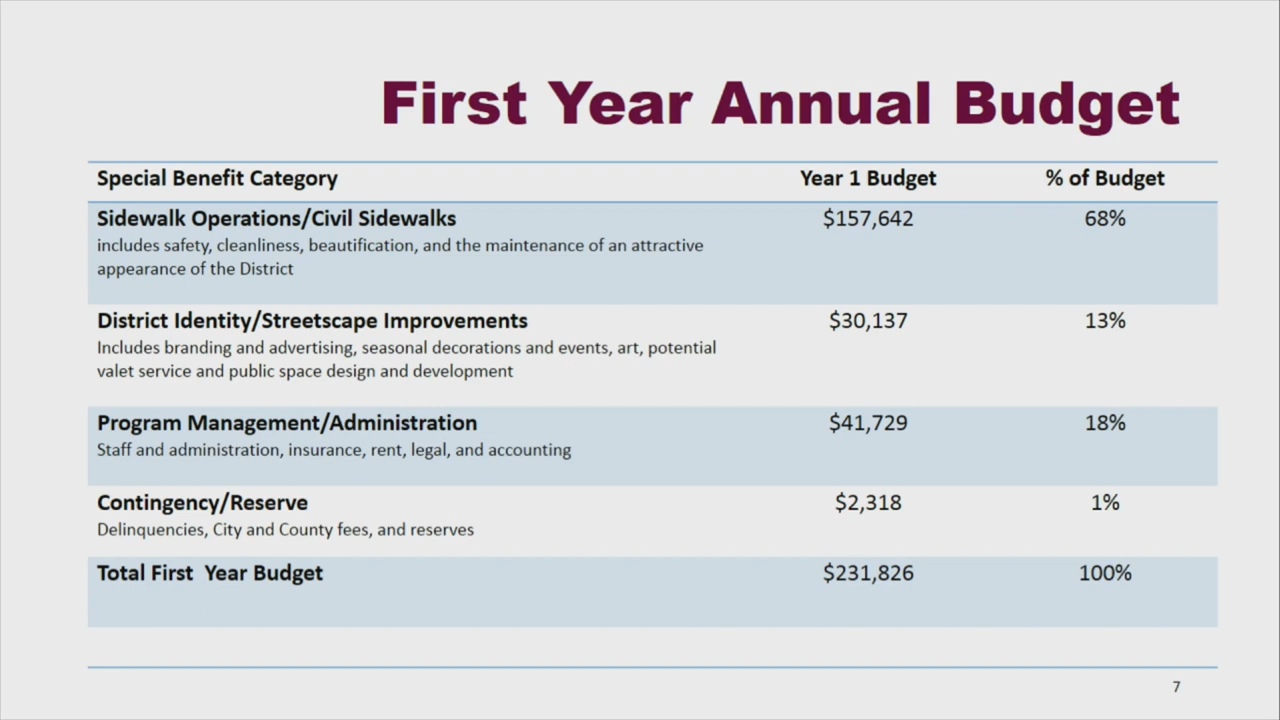 First Year Annual Budget
Special Benefit Category Year 1 Budget % of Budget
Sidewalk Operations/Civil Sidewalks $157,642 68%
includes safety, cleanliness, beautification, and the maintenance of an attractive
appearance of the District
District Identity/Streetscape Improvements $30,137 13%
Includes branding and advertising, seasonal decorations and events, art, potential
valet service and public space design and development
Program Management/Administration $41,729 18%
Staff and administration, insurance, rent, legal, and accounting
Contingency/Reserve $2,318 1%
Delinquencies, City and County fees, and reserves
Total First Year Budget $231,826 100%
7